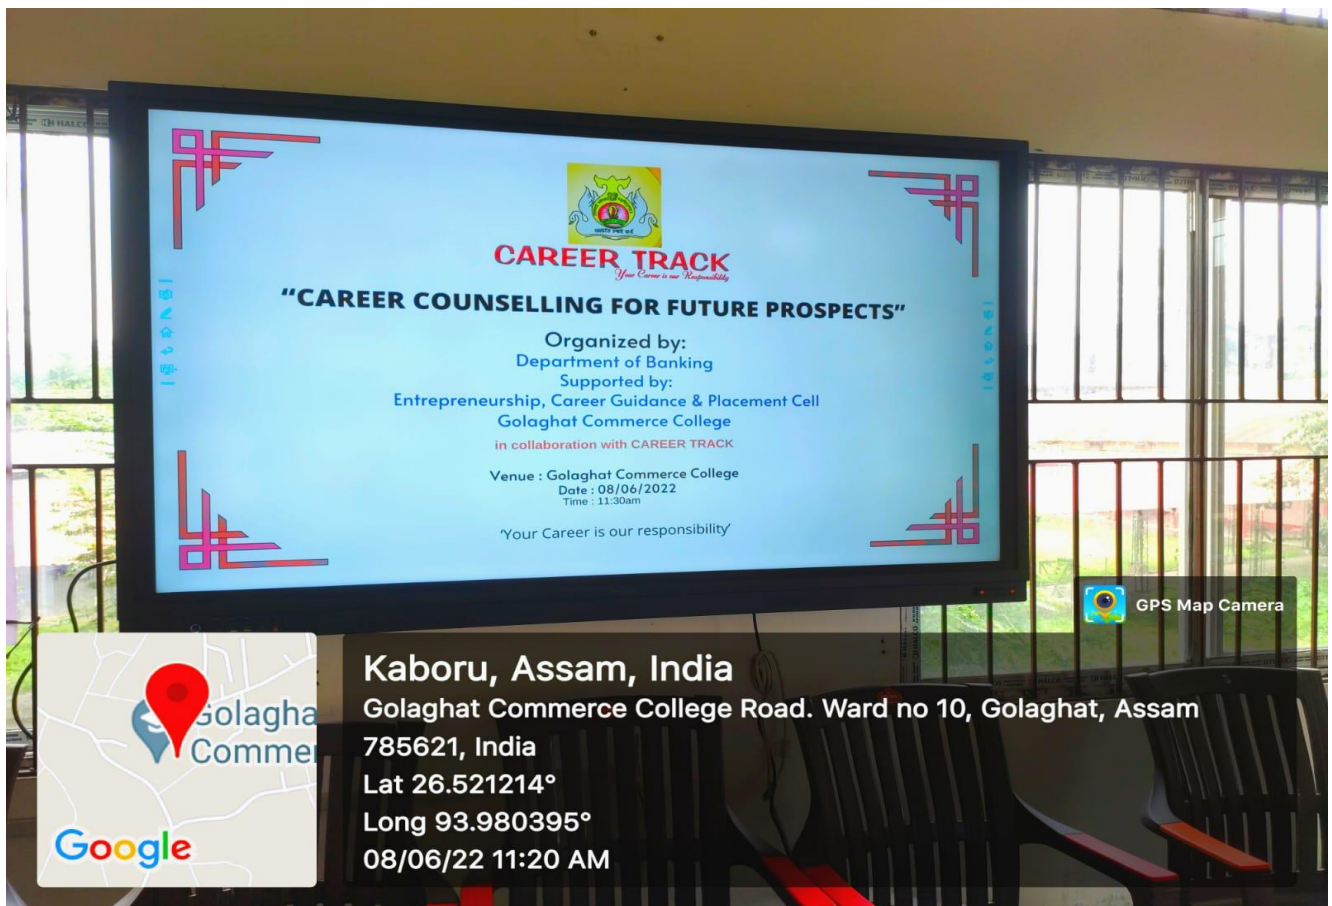 CAREER TRACK
Your Career is our Responsibility
"CAREER COUNSELLING FOR FUTURE PROSPECTS"
Organized by:
Department of Banking
Supported by:
Entrepreneurship, Career Guidance & Placement Cell
Golaghat Commerce College
in collaboration with CAREER TRACK
Venue : Golaghat Commerce College
Date : 08/06/2022
Time : 11:30am
'Your Career is our responsibility'
GPS Map Camera
Golagha
Commer
Google
Kaboru, Assam, India
Golaghat Commerce College Road. Ward no 10, Golaghat, Assam
785621, India
Lat 26.521214°
Long 93.980395°
08/06/22 11:20 AM